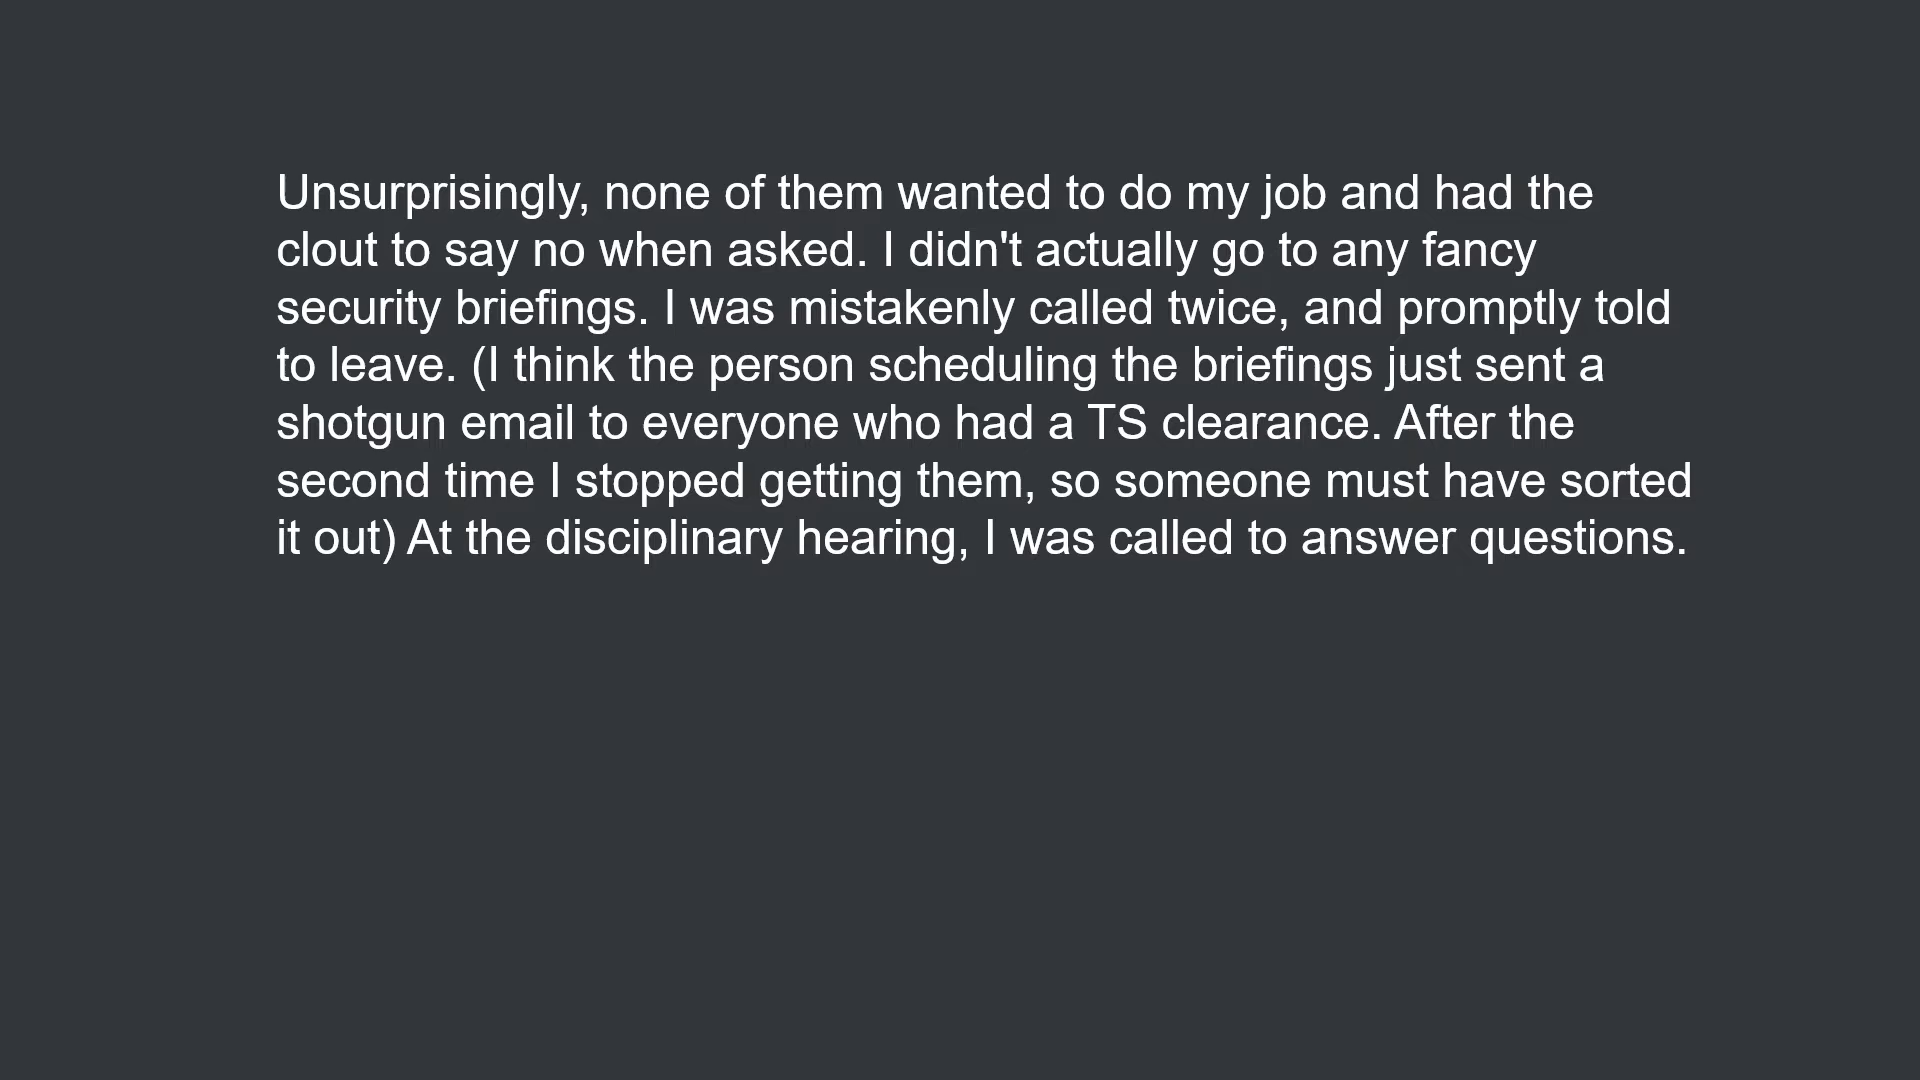 Unsurprisingly, none of them wanted to do my job and had the
clout to say no when asked. I didn't actually go to any fancy
security briefings. I was mistakenly called twice, and promptly told
to leave. (I think the person scheduling the briefings just sent a
shotgun email to everyone who had a TS clearance. After the
second time I stopped getting them, so someone must have sorted
it out) At the disciplinary hearing, I was called to answer questions.